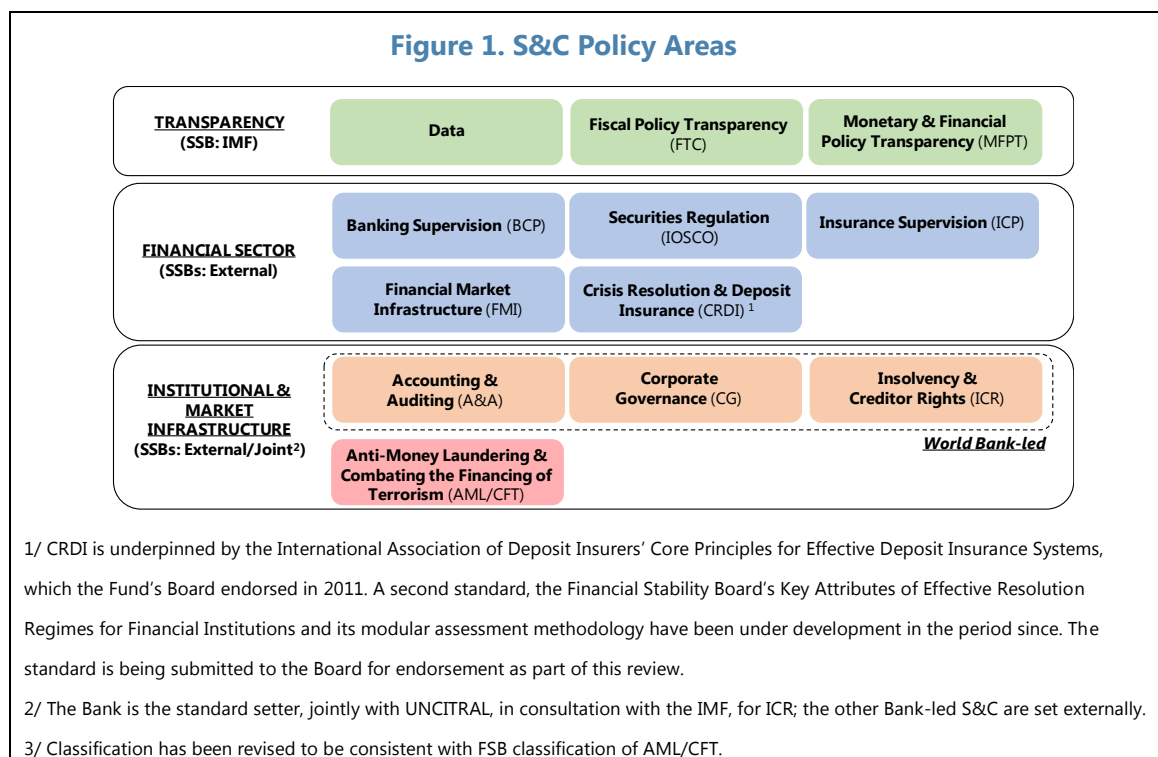 Figure 1. S&C Policy Areas
TRANSPARENCY
(SSB: IMF)
Data
Fiscal Policy Transparency
(FTC)
Monetary & Financial
Policy Transparency (MFPT)
FINANCIAL SECTOR
(SSBs: External)
Banking Supervision (BCP)
Securities Regulation
(IOSCO)
Insurance Supervision (ICP)
Financial Market
Infrastructure (FMI)
Crisis Resolution & Deposit
Insurance (CRDI) 1
INSTITUTIONAL &
MARKET
INFRASTRUCTURE
(SSBs: External/Joint2)
Accounting &
Auditing (A&A)
Corporate
Governance (CG)
Insolvency &
Creditor Rights (ICR)
World Bank-led
Anti-Money Laundering &
Combating the Financing of
Terrorism (AML/CFT)
1/ CRDI is underpinned by the International Association of Deposit Insurers' Core Principles for Effective Deposit Insurance Systems,
which the Fund's Board endorsed in 2011. A second standard, the Financial Stability Board's Key Attributes of Effective Resolution
Regimes for Financial Institutions and its modular assessment methodology have been under development in the period since. The
standard is being submitted to the Board for endorsement as part of this review.
2/ The Bank is the standard setter, jointly with UNCITRAL, in consultation with the IMF, for ICR; the other Bank-led S&C are set externally.
3/ Classification has been revised to be consistent with FSB classification of AML/CFT.